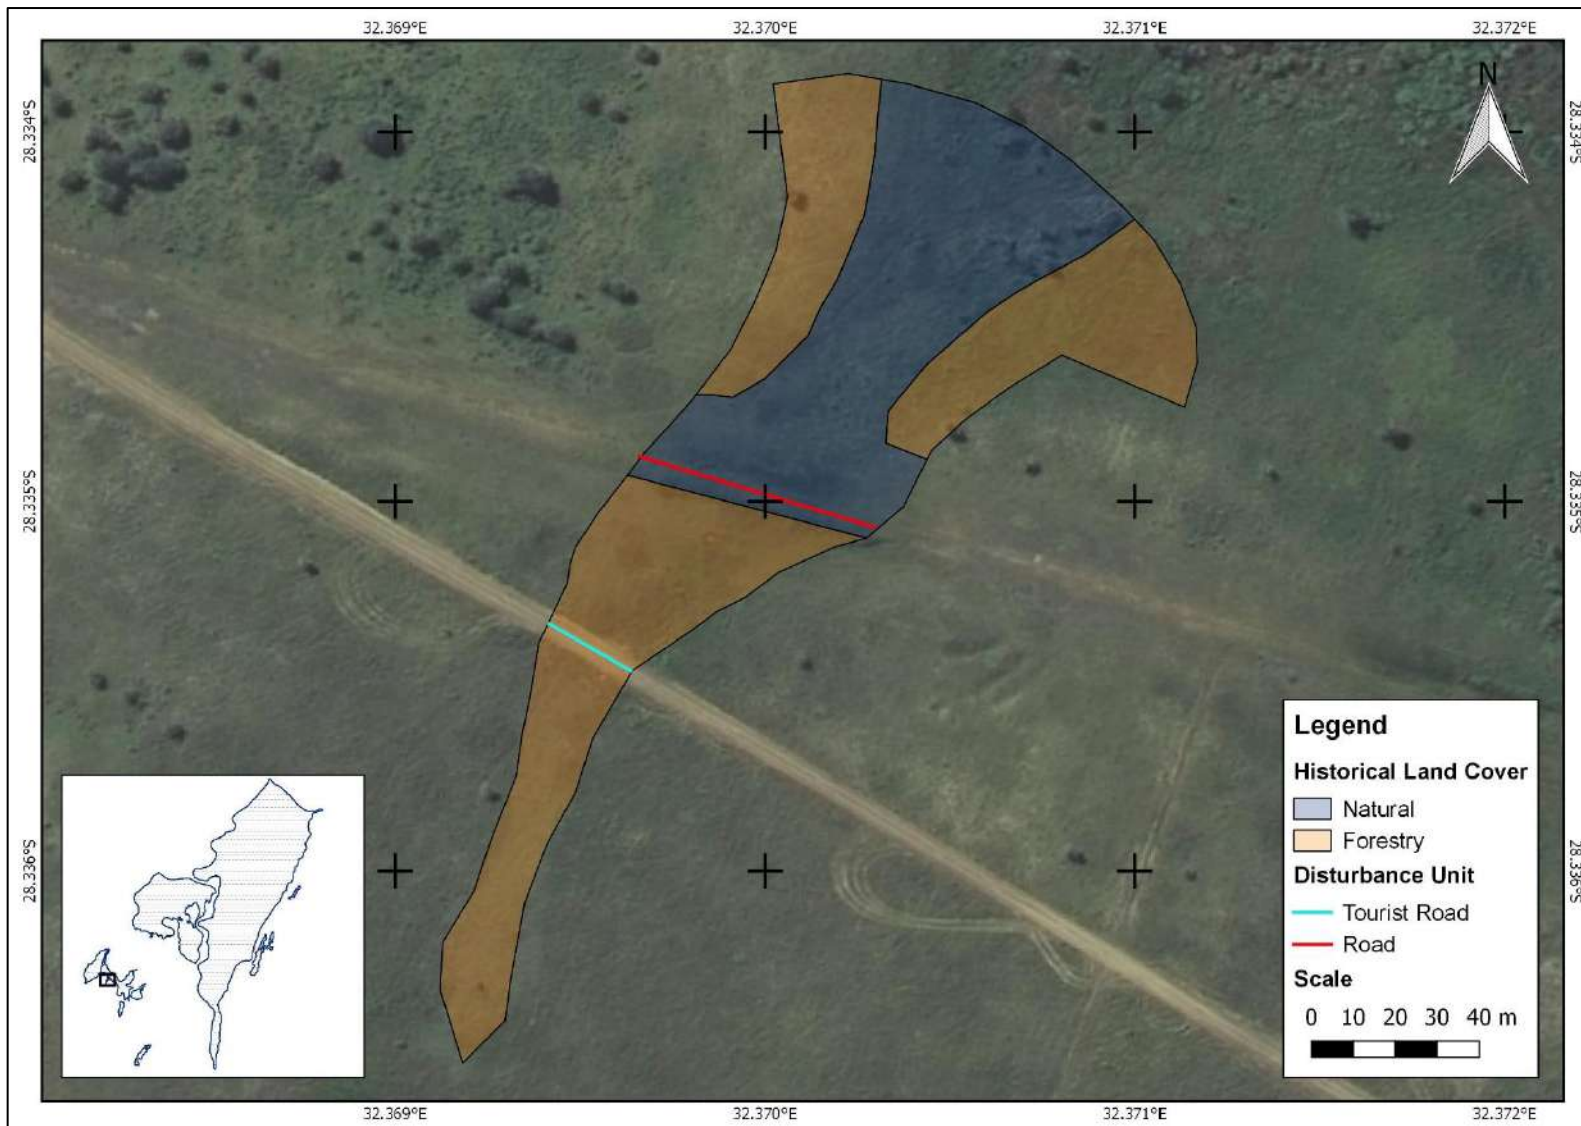 32.369°E 32.370°E 32.371°E 32.372°E
N
28.334°S 28.334°S
28.335°S 28.335°S
28.336°S 28.336°S
Legend
Historical Land Cover
Natural
Forestry
Disturbance Unit
Tourist Road
Road
Scale
0 10 20 30 40 m
32.369°E 32.370°E 32.371°E 32.372°E